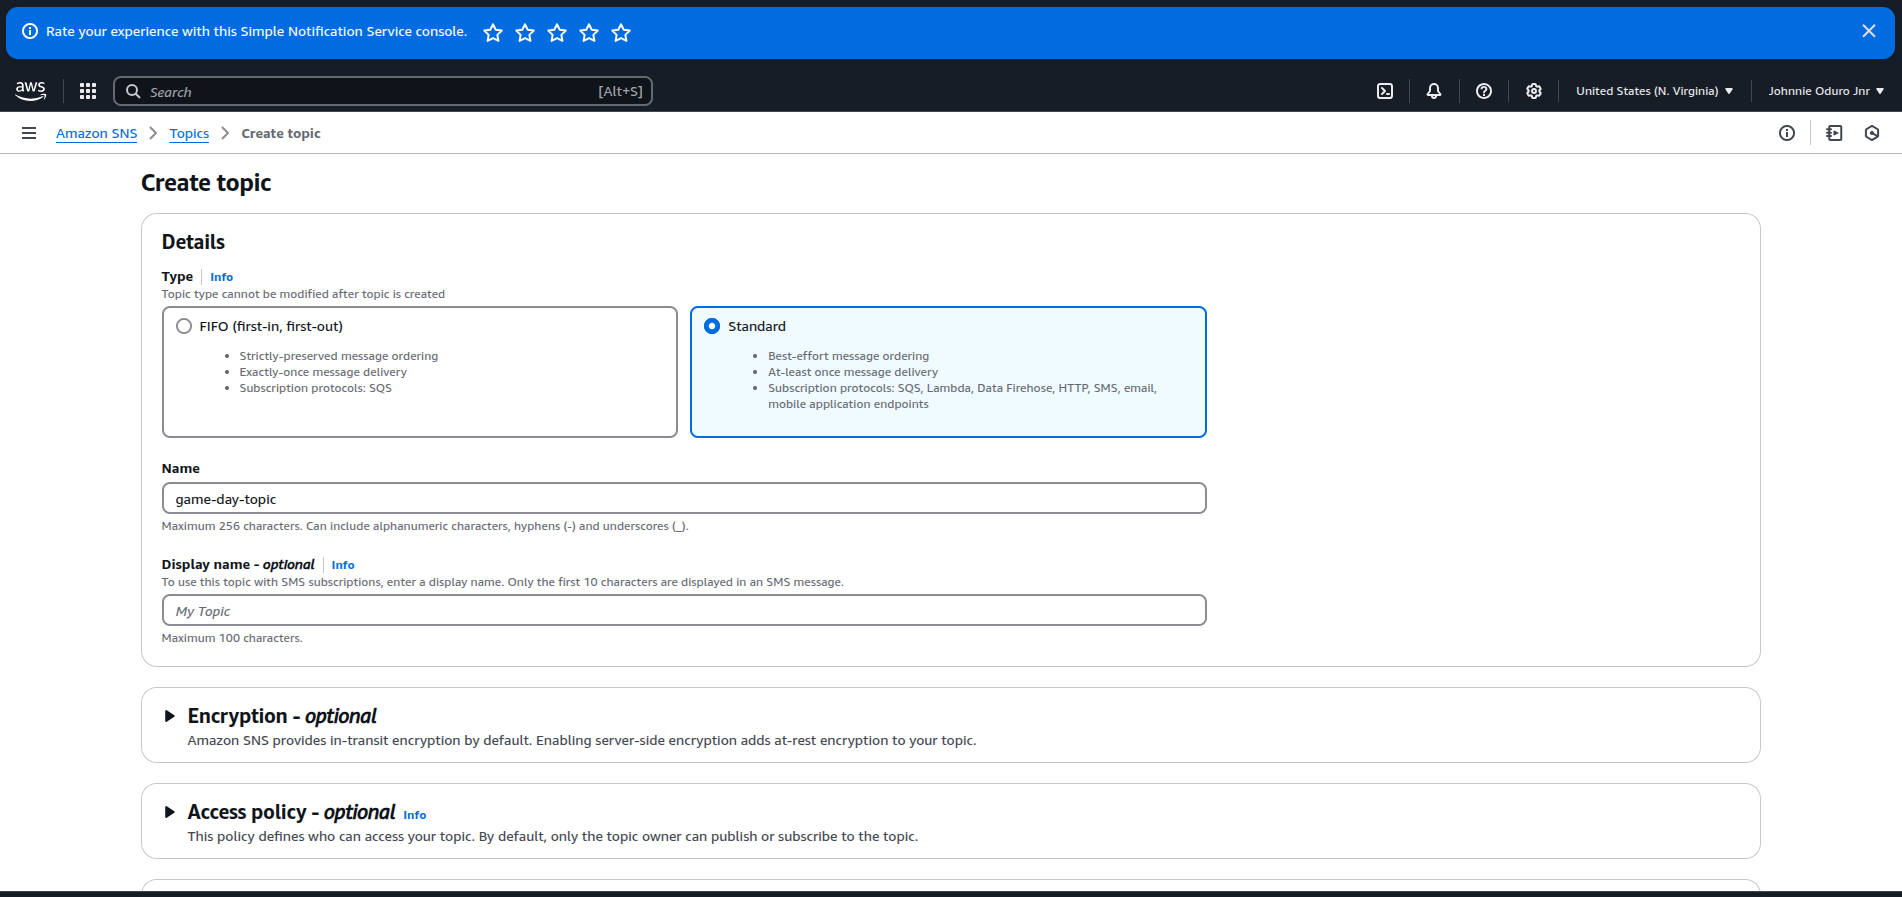 Rate your experience with this Simple Notification Service console.
aws
Search [Alt+S]
United States (N. Virginia)
Johnnie Oduro Jnr
Amazon SNS
Topics
Create topic
Create topic
Details
Type
Info
Topic type cannot be modified after topic is created
FIFO (first-in, first-out)
• Strictly-preserved message ordering
• Exactly-once message delivery
• Subscription protocols: SQS
Standard
• Best-effort message ordering
• At-least once message delivery
• Subscription protocols: SQS, Lambda, Data Firehose, HTTP, SMS, email,
mobile application endpoints
Name
game-day-topic
Maximum 256 characters. Can include alphanumeric characters, hyphens (-) and underscores (_).
Display name - optional
Info
To use this topic with SMS subscriptions, enter a display name. Only the first 10 characters are displayed in an SMS message.
My Topic
Maximum 100 characters.
Encryption - optional
Amazon SNS provides in-transit encryption by default. Enabling server-side encryption adds at-rest encryption to your topic.
Access policy - optional Info
This policy defines who can access your topic. By default, only the topic owner can publish or subscribe to the topic.